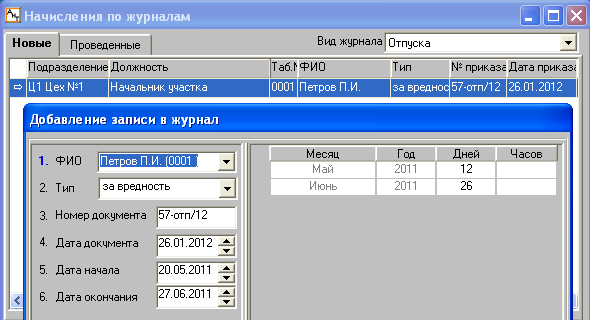 Начисления по журналам
Новые Проведенные Вид журнала Отпуска
Подразделение Должность Таб.№ ФИО Тип № приказа Дата приказа
Ц1 Цех №1 Начальник участка 0001 Петров П.И. за вреднос 57-отп/12 26.01.2012
Добавление записи в журнал
1. ФИО Петров П.И. (0001)
2. Тип за вредность
3. Номер документа 57-отп/12
4. Дата документа 26.01.2012
5. Дата начала 20.05.2011
6. Дата окончания 27.06.2011
Месяц Год Дней Часов
Май 2011 12
Июнь 2011 26